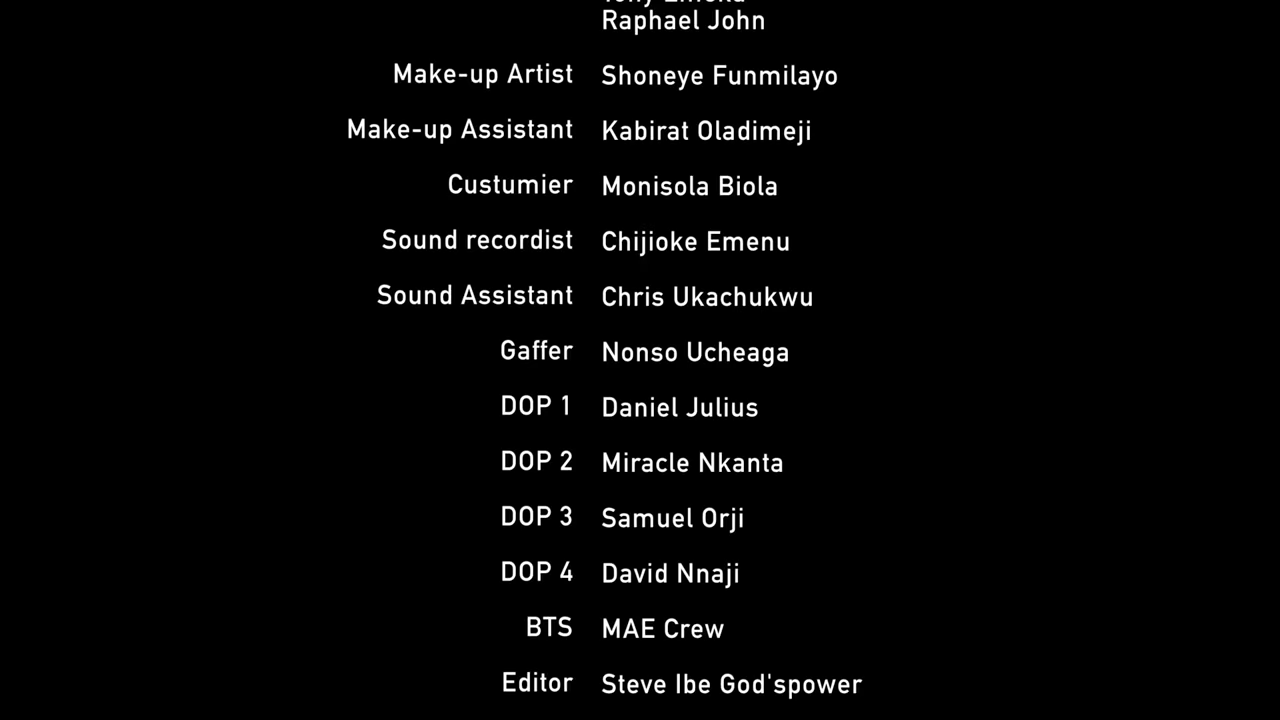 Raphael John
Make-up Artist Shoneye Funmilayo
Make-up Assistant Kabirat Oladimeji
Custumier Monisola Biola
Sound recordist Chijioke Emenu
Sound Assistant Chris Ukachukwu
Gaffer Nonso Ucheaga
DOP 1 Daniel Julius
DOP 2 Miracle Nkanta
DOP 3 Samuel Orji
DOP 4 David Nnaji
BTS MAE Crew
Editor Steve Ibe God'spower